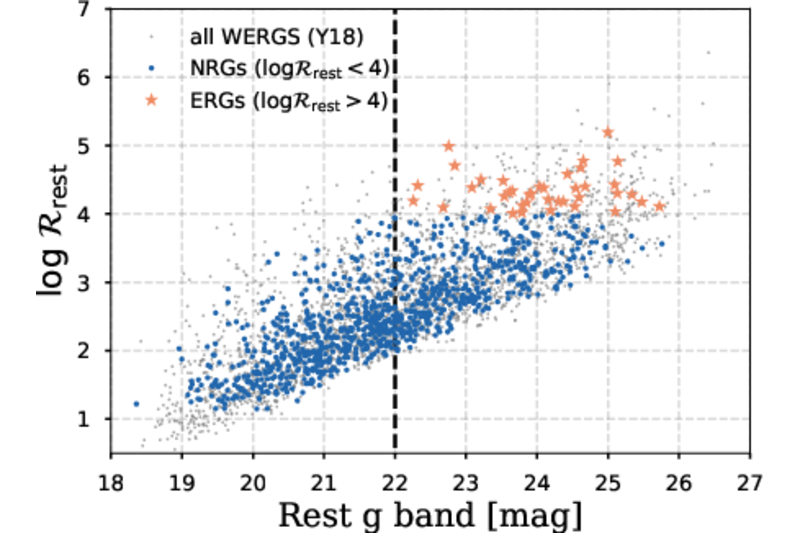 7
6
5
4
3
2
1
log ℛrest
all WERGS (Y18)
NRGs (logℛrest < 4)
ERGs (logℛrest > 4)
18 19 20 21 22 23 24 25 26 27
Rest g band [mag]